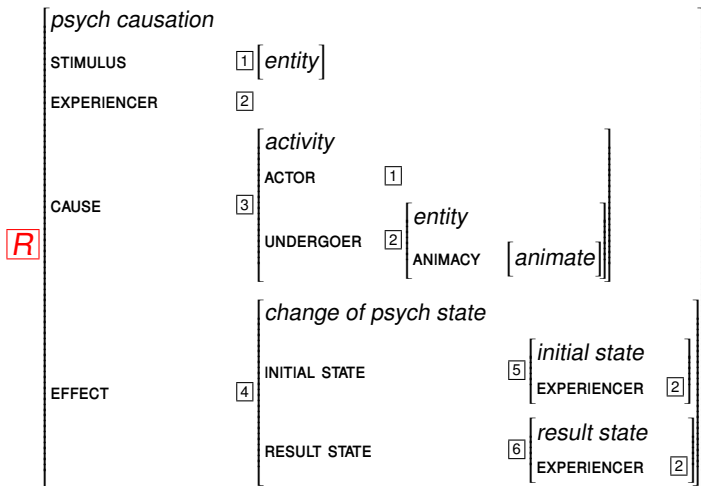 psych causation
STIMULUS 1 [entity]
EXPERIENCER 2
activity
ACTOR 1
CAUSE 3
entity
UNDERGOER 2
ANIMACY [animate]
R
change of psych state
initial state
INITIAL STATE 5
EXPERIENCER 2
EFFECT 4
result state
RESULT STATE 6
EXPERIENCER 2